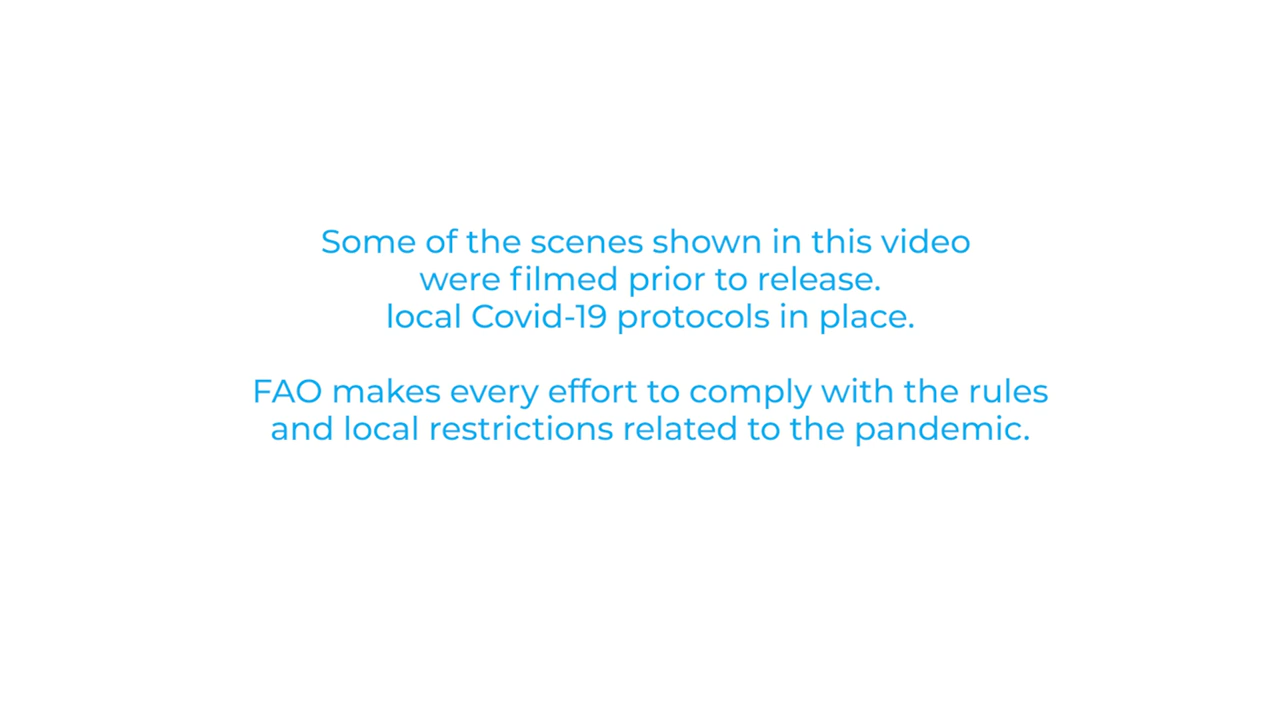 Some of the scenes shown in this video
were filmed prior to release.
local Covid-19 protocols in place.
FAO makes every effort to comply with the rules
and local restrictions related to the pandemic.